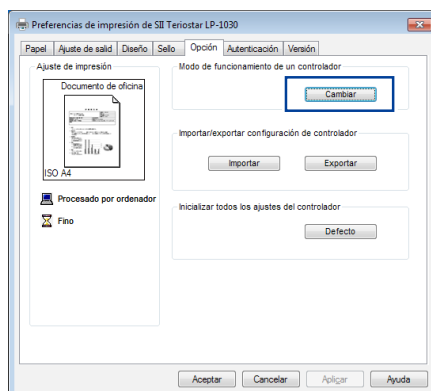 Preferencias de impresión de SII Teriostar LP-1030
Papel Ajuste de salid Diseño Sello Opción Autenticación Versión
Ajuste de impresión
Documento de oficina
ISO A4
Procesado por ordenador
Fino
Modo de funcionamiento de un controlador
Cambiar
Importar/exportar configuración de controlador
Importar Exportar
Inicializar todos los ajustes del controlador
Defecto
Aceptar Cancelar Aplicar Ayuda